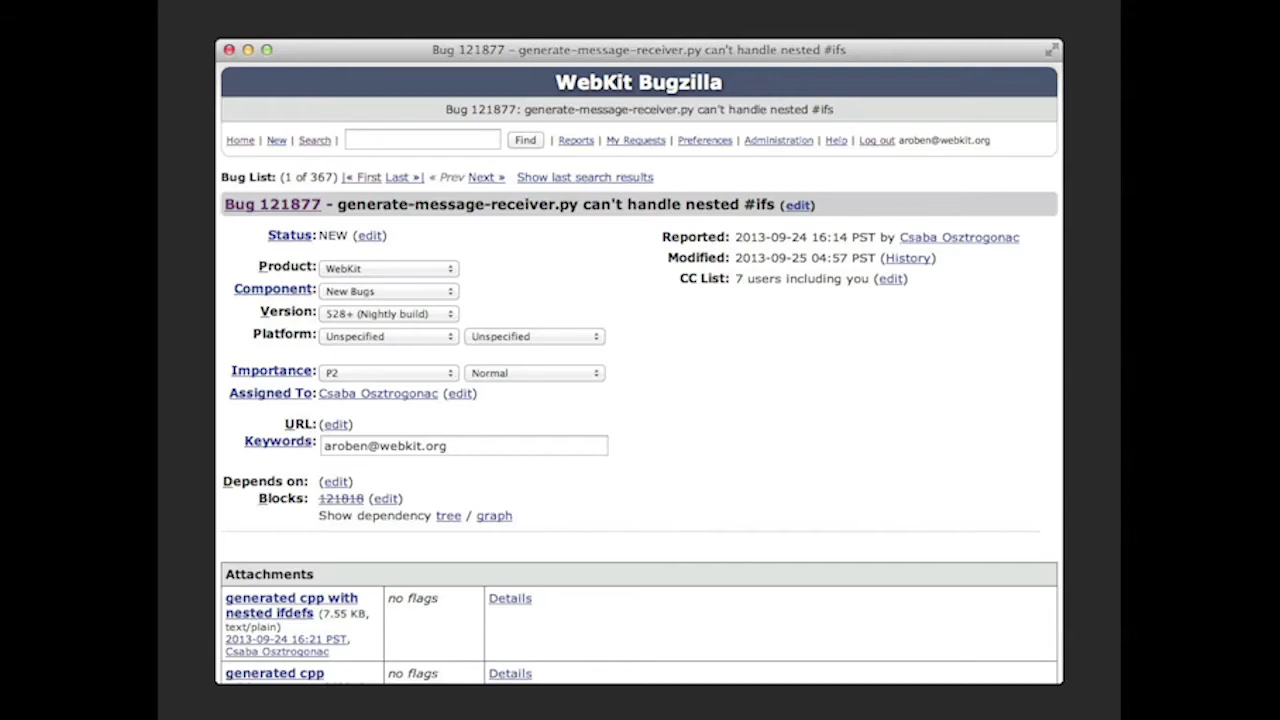 Bug 121877 - generate-message-receiver.py can't handle nested #ifs
WebKit Bugzilla
Bug 121877: generate-message-receiver.py can't handle nested #ifs
Home | New | Search | Find | Reports | My Requests | Preferences | Administration | Help | Log out aroben@webkit.org
Bug List: (1 of 367) |« First Last »| « Prev Next » Show last search results
Bug 121877 - generate-message-receiver.py can't handle nested #ifs (edit)
Status: NEW (edit)
Reported: 2013-09-24 16:14 PST by Csaba Osztrogonac
Modified: 2013-09-25 04:57 PST (History)
CC List: 7 users including you (edit)
Product: WebKit
Component: New Bugs
Version: 528+ (Nightly build)
Platform: Unspecified Unspecified
Importance: P2 Normal
Assigned To: Csaba Osztrogonac (edit)
URL: (edit)
Keywords: aroben@webkit.org
Depends on: (edit)
Blocks: 121818 (edit)
Show dependency tree / graph
Attachments
generated cpp with
nested ifdefs (7.55 KB,
text/plain)
2013-09-24 16:21 PST,
Csaba Osztrogonac
no flags
Details
generated cpp
no flags
Details